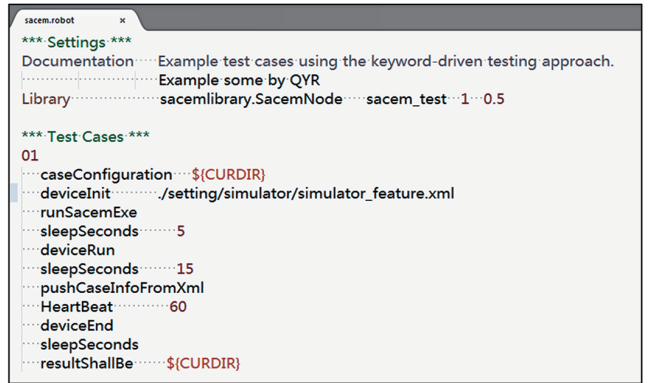 sacem.robot ×
*** Settings ***
Documentation Example test cases using the keyword-driven testing approach.
Example some by QYR
Library sacemlibrary.SacemNode sacem_test 1 0.5
*** Test Cases ***
01
caseConfiguration ${CURDIR}
deviceInit ./setting/simulator/simulator_feature.xml
runSacemExe
sleepSeconds 5
deviceRun
sleepSeconds 15
pushCaseInfoFromXml
HeartBeat 60
deviceEnd
sleepSeconds
resultShallBe ${CURDIR}